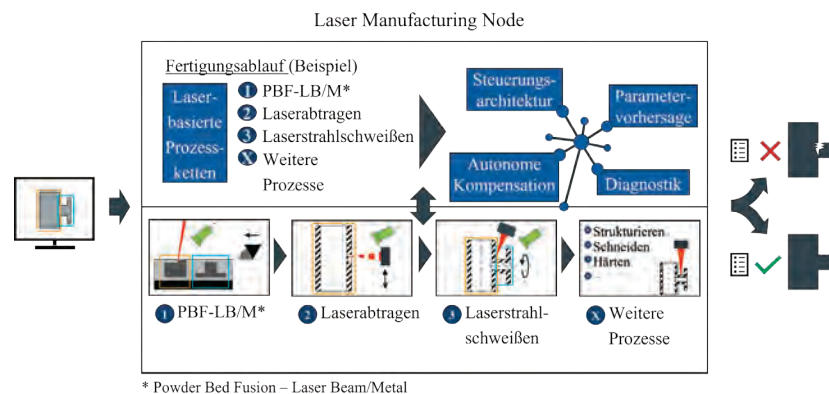 Laser Manufacturing Node
Fertigungsablauf (Beispiel)
Laser-
basierte
Prozess-
ketten
1 PBF-LB/M*
2 Laserabtragen
3 Laserstrahlschweißen
X Weitere
Prozesse
Steuerungs-
architektur
Parameter-
vorhersage
Autonome
Kompensation
Diagnostik
Strukturieren
Schneiden
Härten
...
1 PBF-LB/M*
2 Laserabtragen
3 Laserstrahl-
schweißen
X Weitere
Prozesse
* Powder Bed Fusion – Laser Beam/Metal